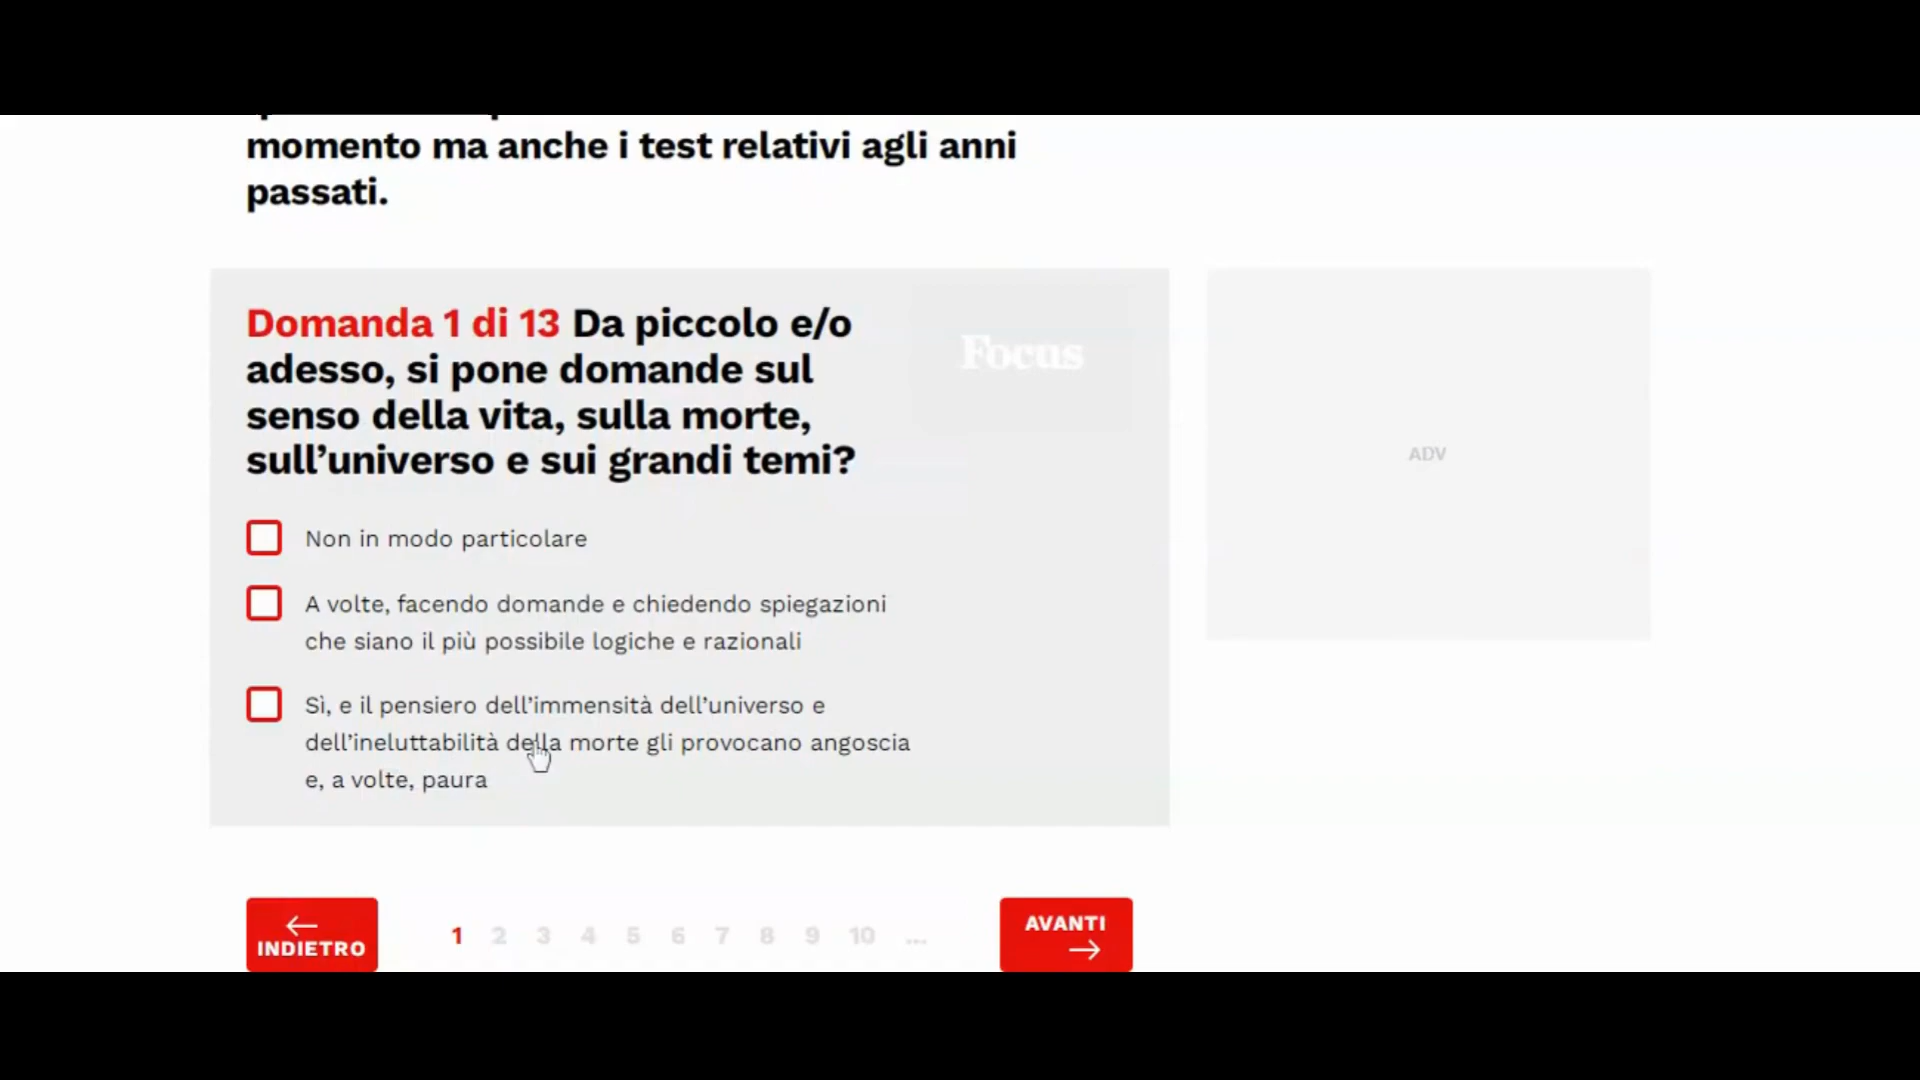 momento ma anche i test relativi agli anni
passati.
Domanda 1 di 13 Da piccolo e/o
adesso, si pone domande sul
senso della vita, sulla morte,
sull’universo e sui grandi temi?
Focus
ADV
Non in modo particolare
A volte, facendo domande e chiedendo spiegazioni
che siano il più possibile logiche e razionali
Sì, e il pensiero dell’immensità dell’universo e
dell’ineluttabilità della morte gli provocano angoscia
e, a volte, paura
← INDIETRO
1 2 3 4 5 6 7 8 9 10 ...
AVANTI →